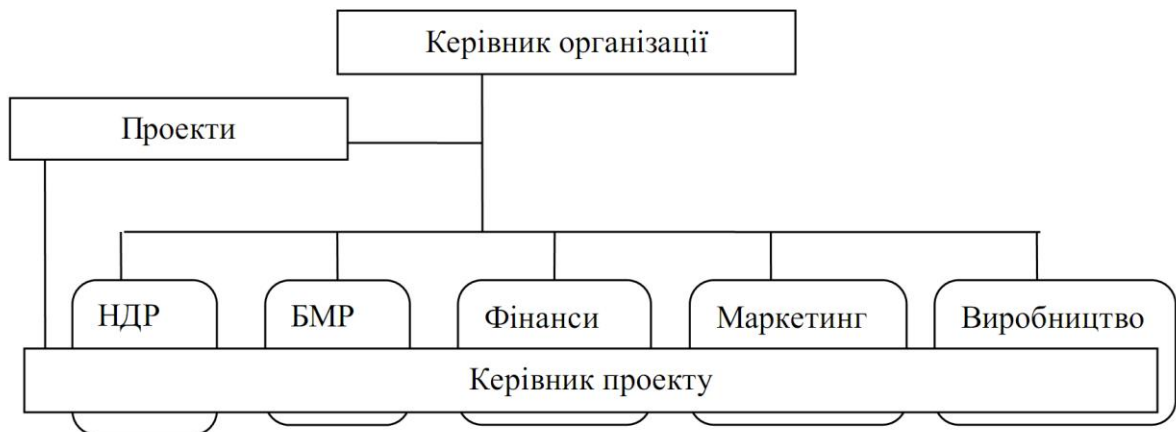 Керівник організації
Проекти
НДР
БМР
Фінанси
Маркетинг
Виробництво
Керівник проекту